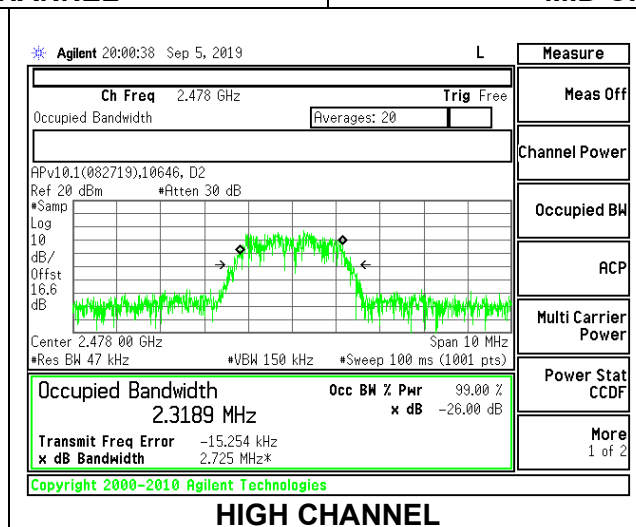 Agilent 20:00:38 Sep 5, 2019 L
Measure
Ch Freq 2.478 GHz Trig Free
Meas Off
Occupied Bandwidth Averages: 20
Channel Power
APv10.1(082719),10646, D2
Ref 20 dBm #Atten 30 dB
#Samp
Log
10
dB/
Offst
16.6
dB
Occupied BW
ACP
Multi Carrier
Power
Center 2.478 00 GHz Span 10 MHz
#Res BW 47 kHz #VBW 150 kHz #Sweep 100 ms (1001 pts)
Power Stat
CCDF
Occupied Bandwidth Occ BW % Pwr 99.00 %
2.3189 MHz x dB -26.00 dB
Transmit Freq Error -15.254 kHz
x dB Bandwidth 2.725 MHz*
More
1 of 2
Copyright 2000-2010 Agilent Technologies
HIGH CHANNEL